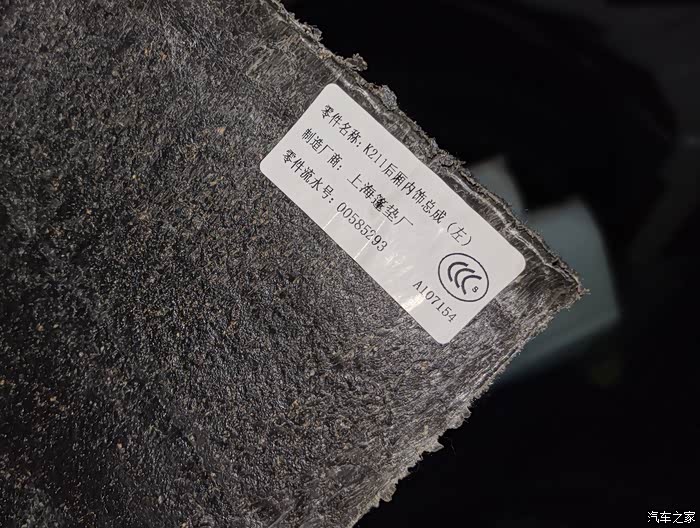 零件名称:K211后厢内饰总成(左)
制造厂商:上海篷垫厂
零件流水号:00585293
CCC S
A107154
汽车之家